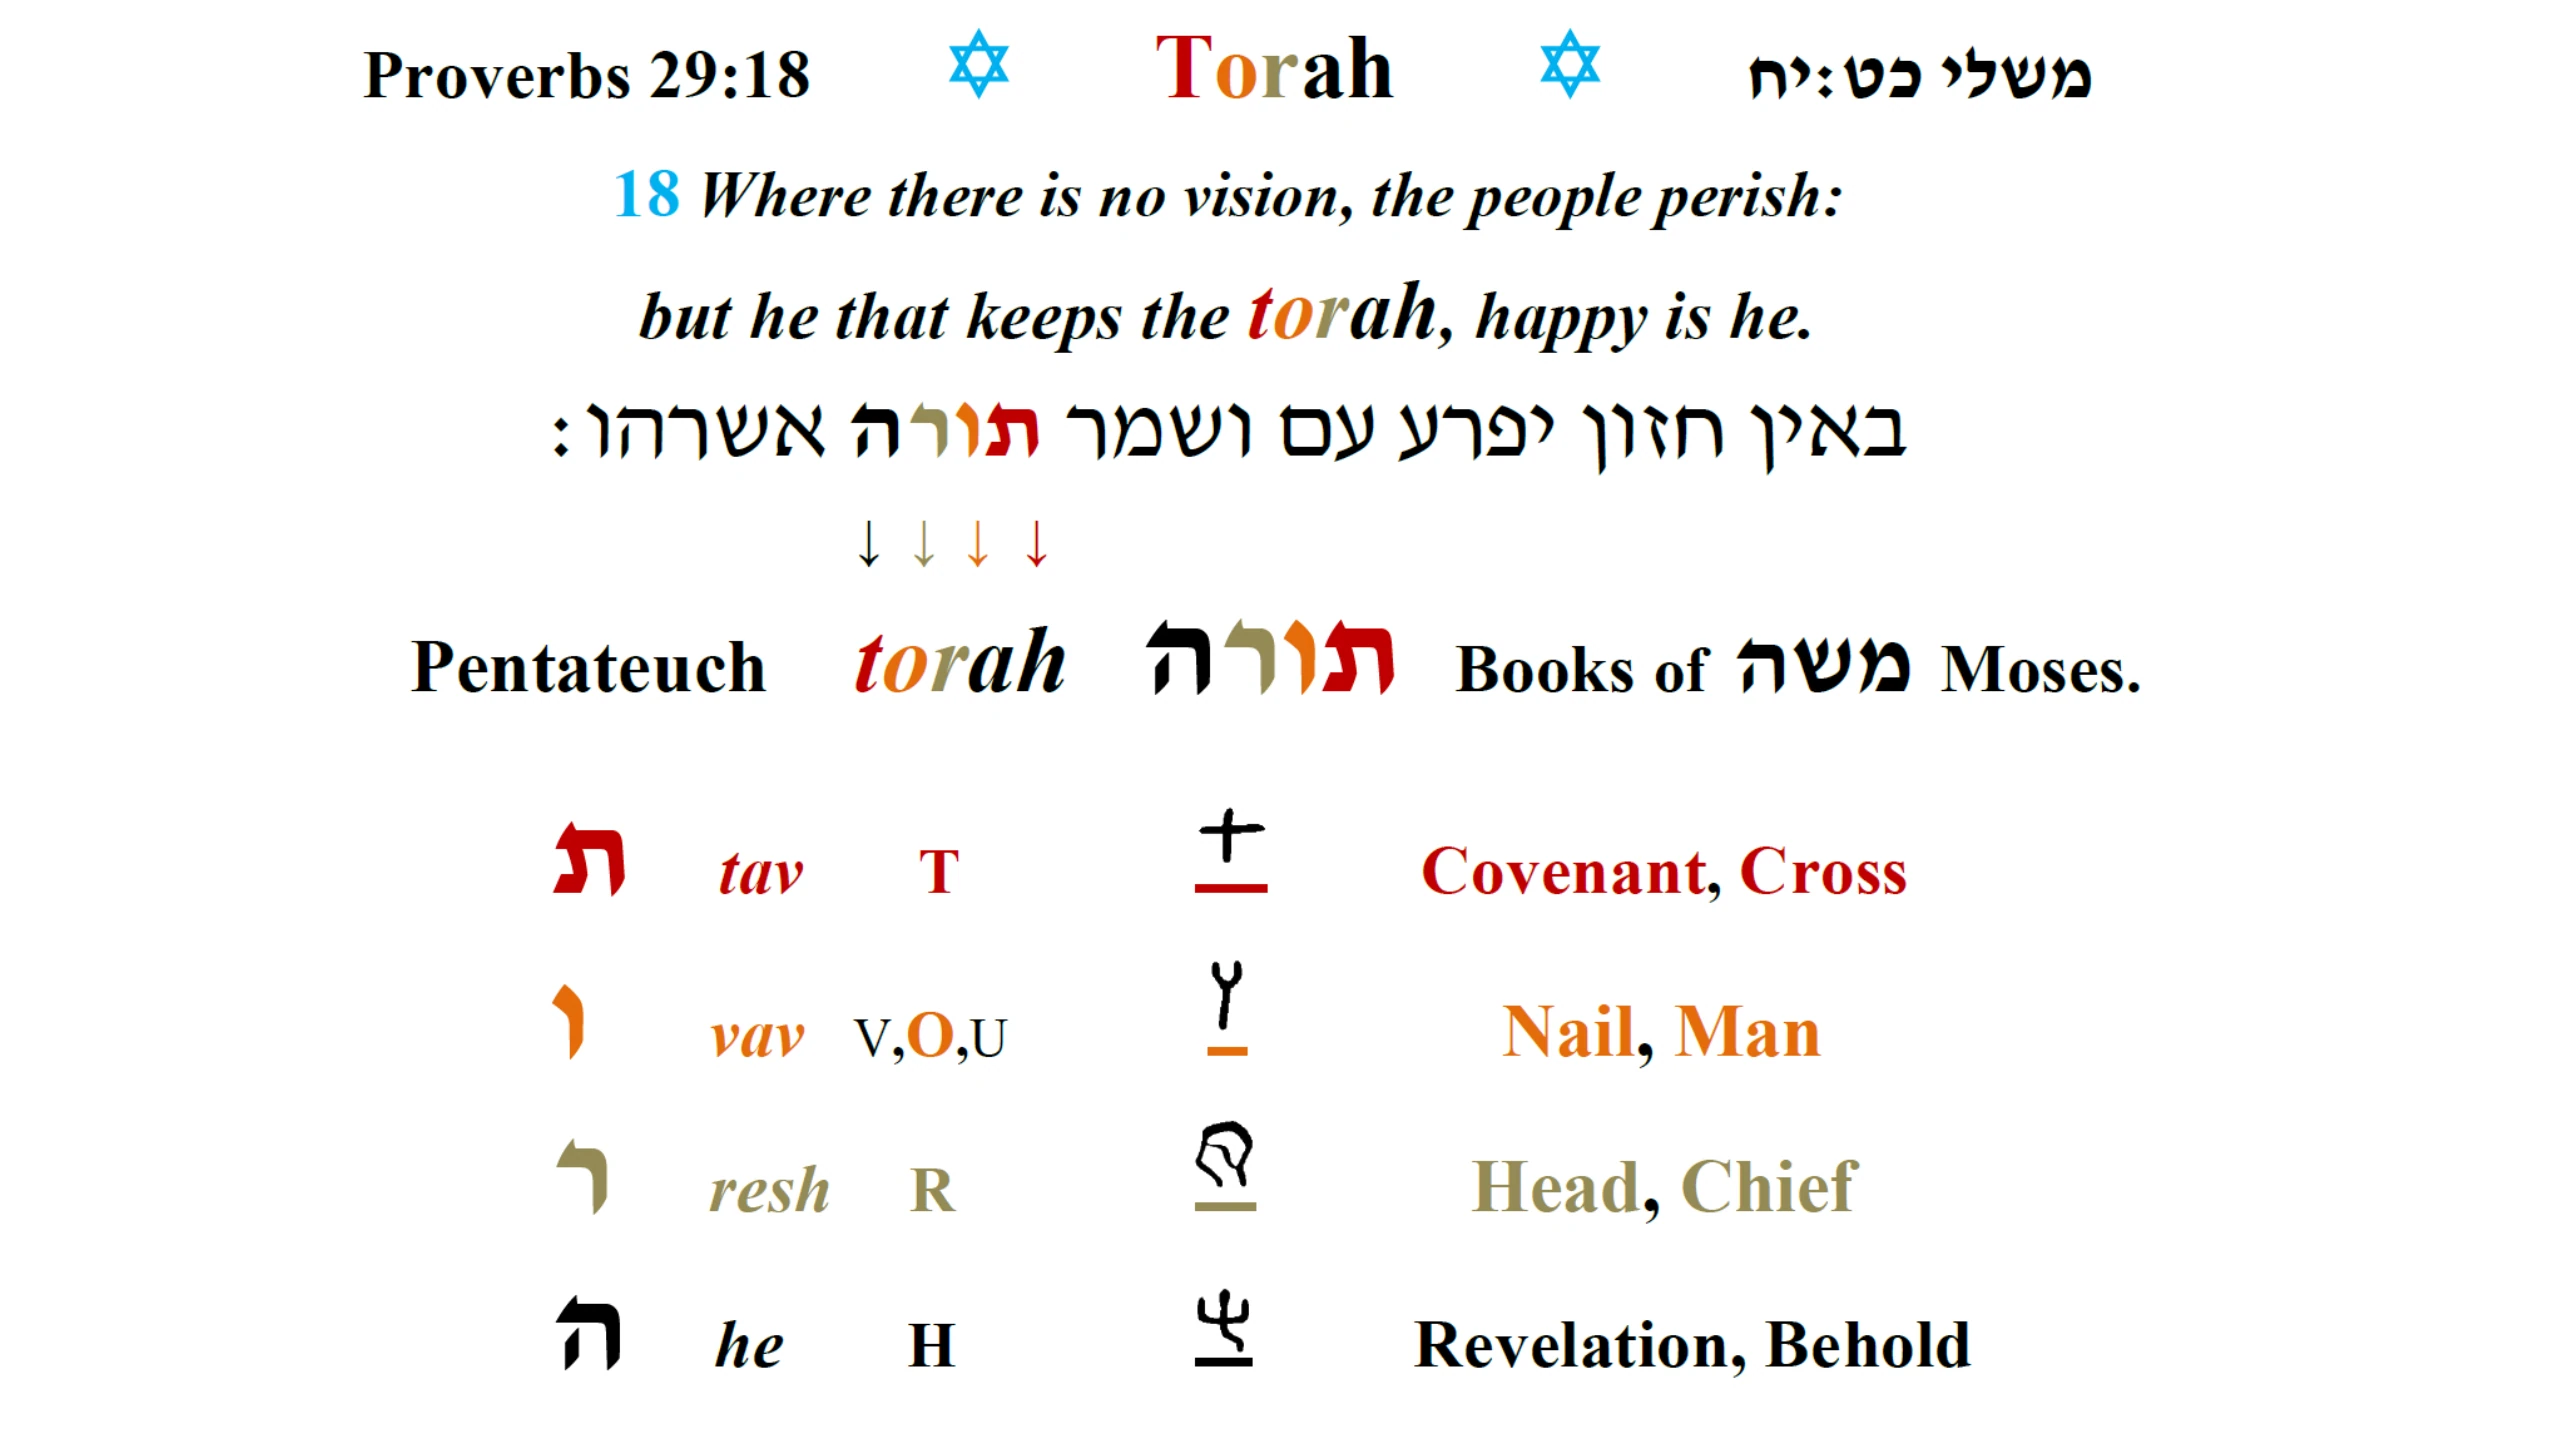 Proverbs 29:18 ✡ Torah ✡ משלי כט:יח
18 Where there is no vision, the people perish:
but he that keeps the torah, happy is he.
באין חזון יפרע עם ושמר תורה אשרהו:
↓ ↓ ↓ ↓
Pentateuch torah תורה Books of משה Moses.
ת tav T Covenant, Cross
ו vav V,O,U Nail, Man
ר resh R Head, Chief
ה he H Revelation, Behold